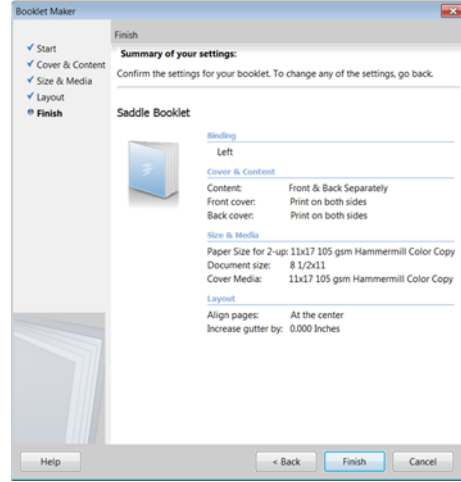 Booklet Maker
Start
Cover & Content
Size & Media
Layout
Finish
Finish
Summary of your settings:
Confirm the settings for your booklet. To change any of the settings, go back.
Saddle Booklet
Binding
Left
Cover & Content
Content: Front & Back Separately
Front cover: Print on both sides
Back cover: Print on both sides
Size & Media
Paper Size for 2-up: 11x17 105 gsm Hammermill Color Copy
Document size: 8 1/2x11
Cover Media: 11x17 105 gsm Hammermill Color Copy
Layout
Align pages: At the center
Increase gutter by: 0.000 Inches
Help < Back Finish Cancel